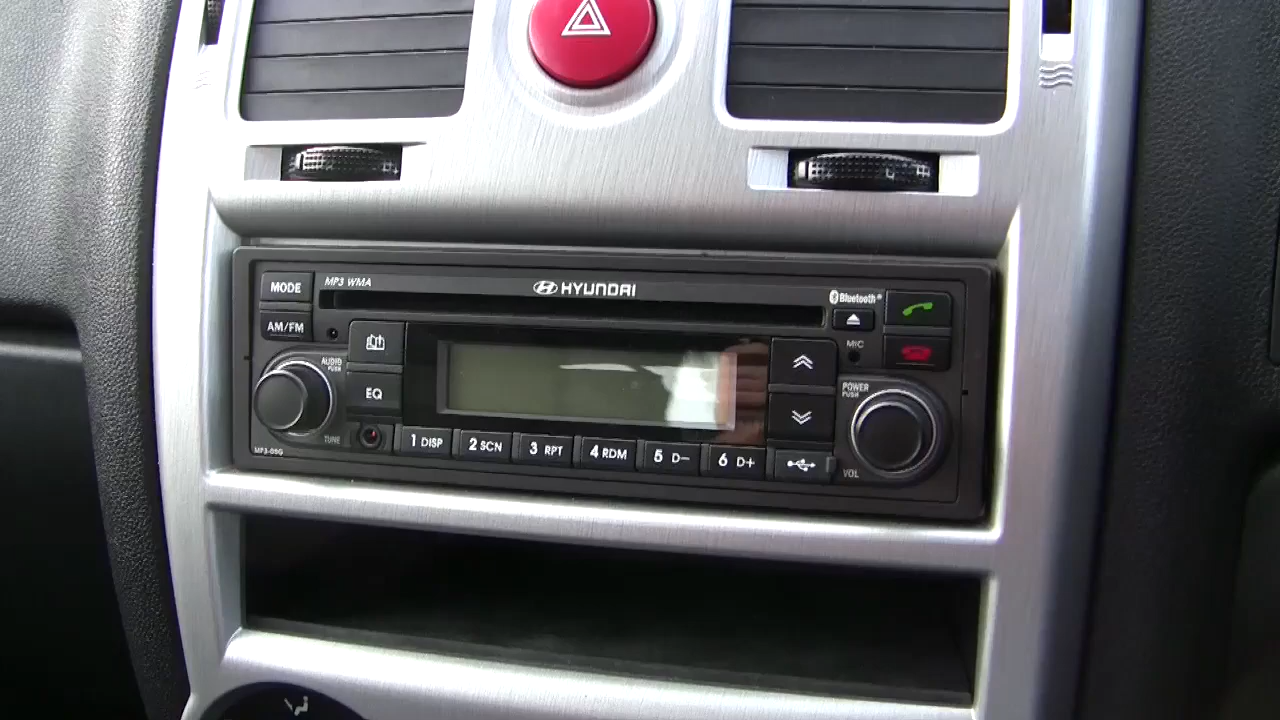 MODE
MP3 WMA
HYUNDAI
Bluetooth®
AM/FM
MIC
AUDIO
PUSH
EQ
POWER
PUSH
TUNE
1 DISP
2 SCN
3 RPT
4 RDM
5 D−
6 D+
VOL